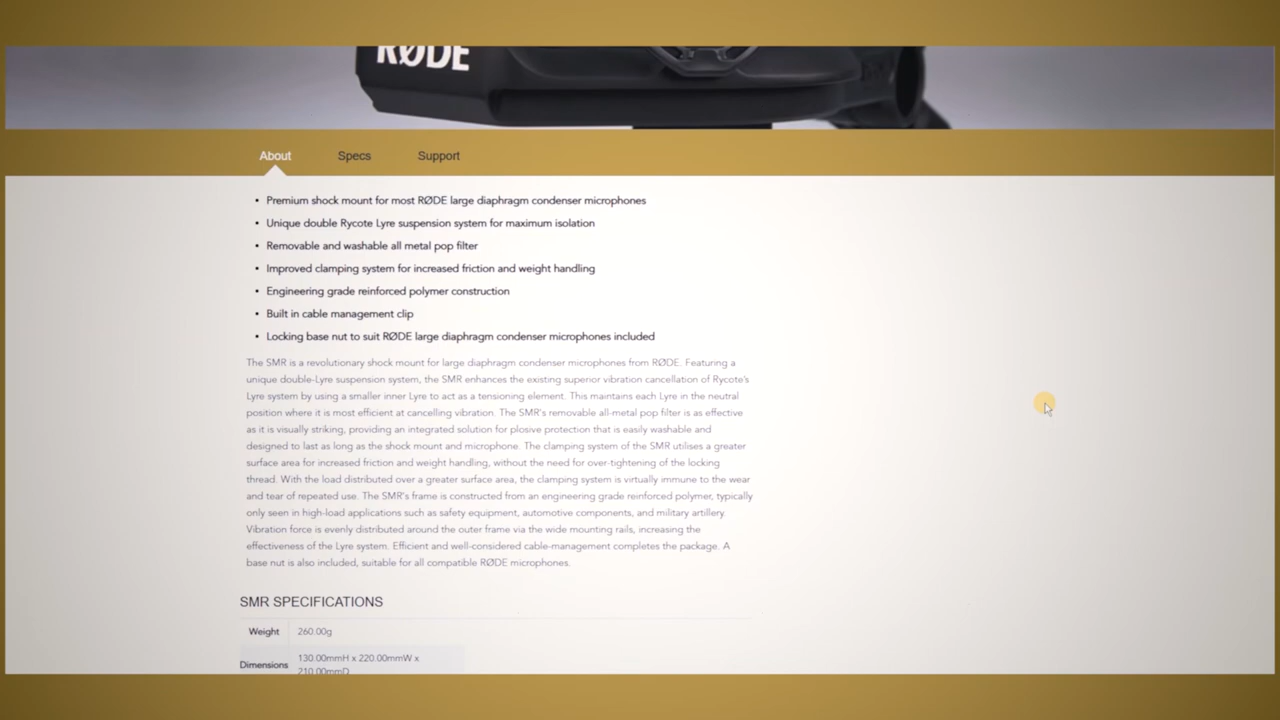 RØDE
About Specs Support
• Premium shock mount for most RØDE large diaphragm condenser microphones
• Unique double Rycote Lyre suspension system for maximum isolation
• Removable and washable all metal pop filter
• Improved clamping system for increased friction and weight handling
• Engineering grade reinforced polymer construction
• Built in cable management clip
• Locking base nut to suit RØDE large diaphragm condenser microphones included
The SMR is a revolutionary shock mount for large diaphragm condenser microphones from RØDE. Featuring a
unique double-Lyre suspension system, the SMR enhances the existing superior vibration cancellation of Rycote's
Lyre system by using a smaller inner Lyre to act as a tensioning element. This maintains each Lyre in the neutral
position where it is most efficient at cancelling vibration. The SMR's removable all-metal pop filter is as effective
as it is visually striking, providing an integrated solution for plosive protection that is easily washable and
designed to last as long as the shock mount and microphone. The clamping system of the SMR utilises a greater
surface area for increased friction and weight handling, without the need for over-tightening of the locking
thread. With the load distributed over a greater surface area, the clamping system is virtually immune to the wear
and tear of repeated use. The SMR's frame is constructed from an engineering grade reinforced polymer, typically
only seen in high-load applications such as safety equipment, automotive components, and military artillery.
Vibration force is evenly distributed around the outer frame via the wide mounting rails, increasing the
effectiveness of the Lyre system. Efficient and well-considered cable-management completes the package. A
base nut is also included, suitable for all compatible RØDE microphones.
SMR SPECIFICATIONS
Weight 260.00g
Dimensions 130.00mmH x 220.00mmW x
210.00mmD